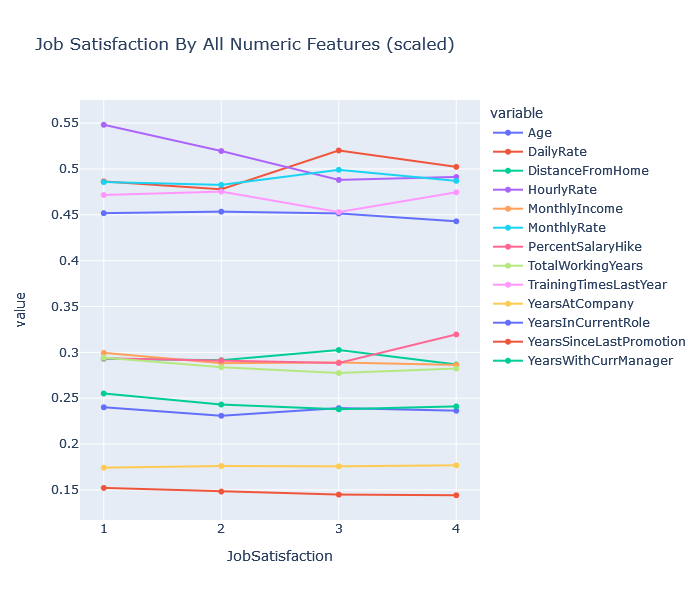 Job Satisfaction By All Numeric Features (scaled)
variable
Age
DailyRate
DistanceFromHome
HourlyRate
MonthlyIncome
MonthlyRate
PercentSalaryHike
TotalWorkingYears
TrainingTimesLastYear
YearsAtCompany
YearsInCurrentRole
YearsSinceLastPromotion
YearsWithCurrManager
value
0.55
0.5
0.45
0.4
0.35
0.3
0.25
0.2
0.15
1 2 3 4
JobSatisfaction